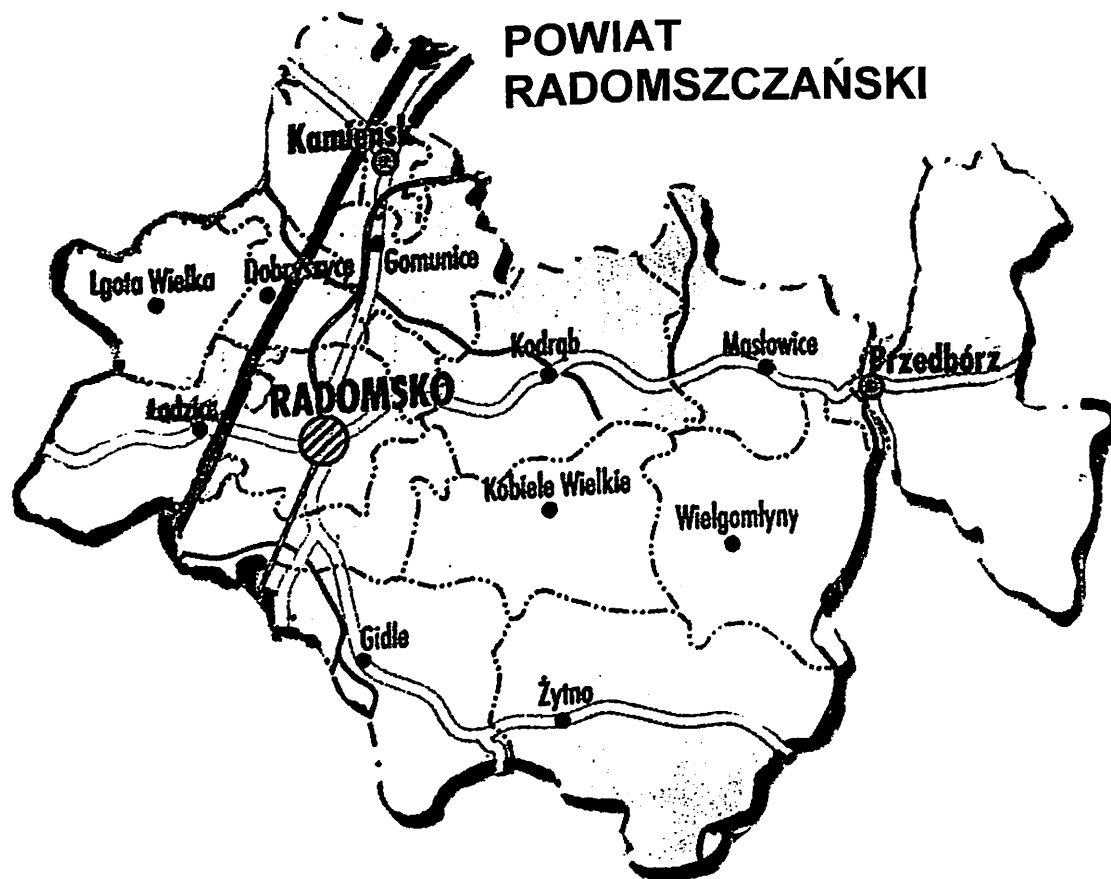 POWIAT
RADOMSZCZAŃSKI
Kamieńsk
Gomunice
Lgota Wielka
Dobryszyce
Kodrąb
Masłowice
Przedbórz
RADOMSKO
Ładzice
Kobiele Wielkie
Wielgomłyny
Gidle
Żytno